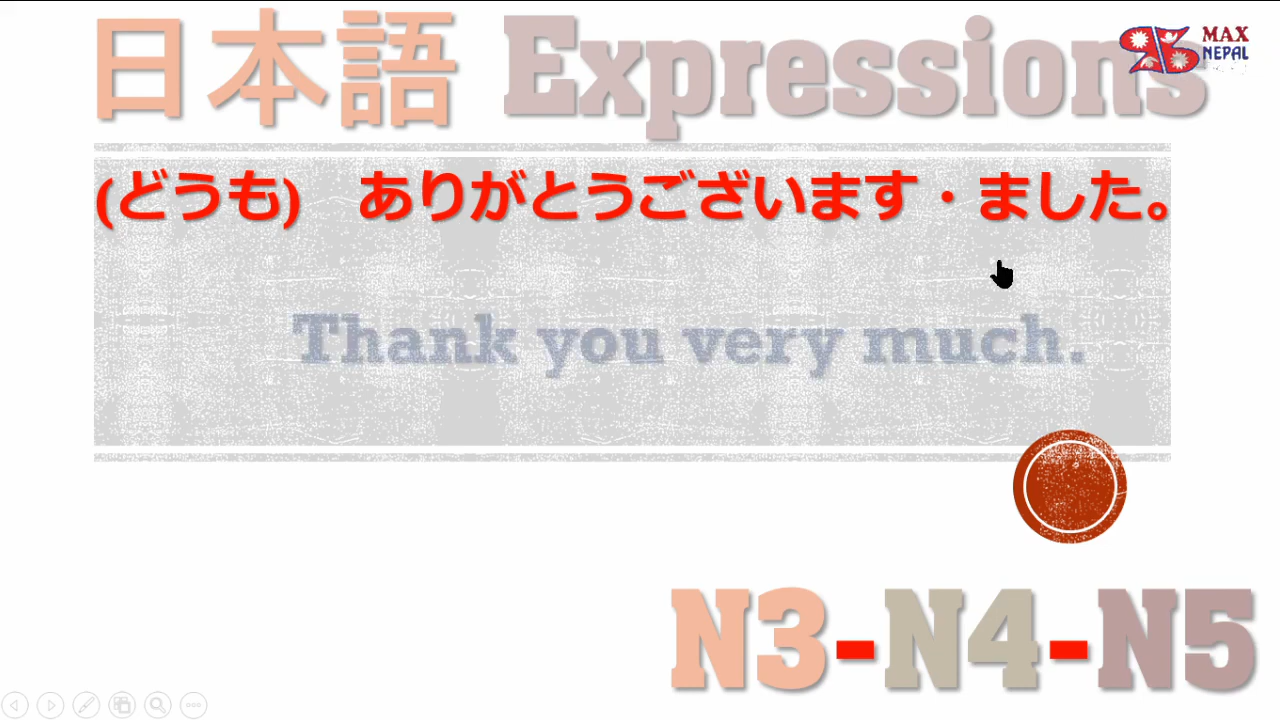 日本語 Expressions
MAX
NEPAL
(どうも) ありがとうございます・ました。
Thank you very much.
N3-N4-N5